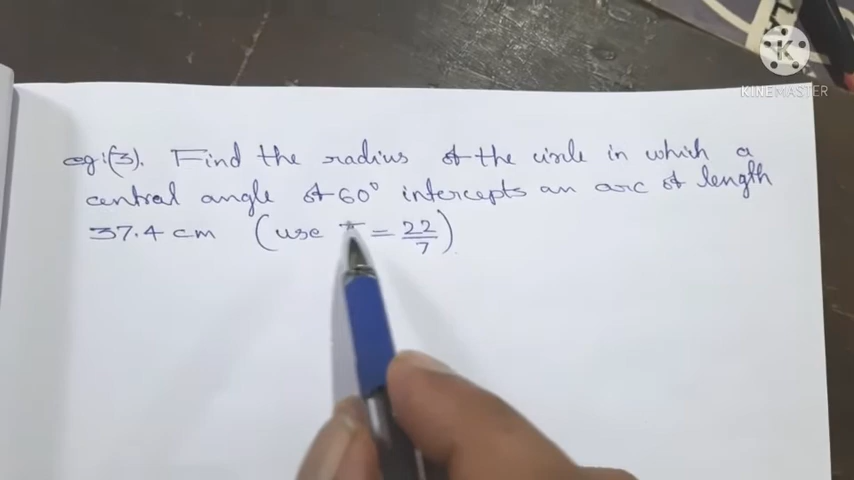 K
KINEMASTER
eg:(3). Find the radius of the circle in which a
central angle of 60° intercepts an arc of length
37.4 cm (use π = 22/7)